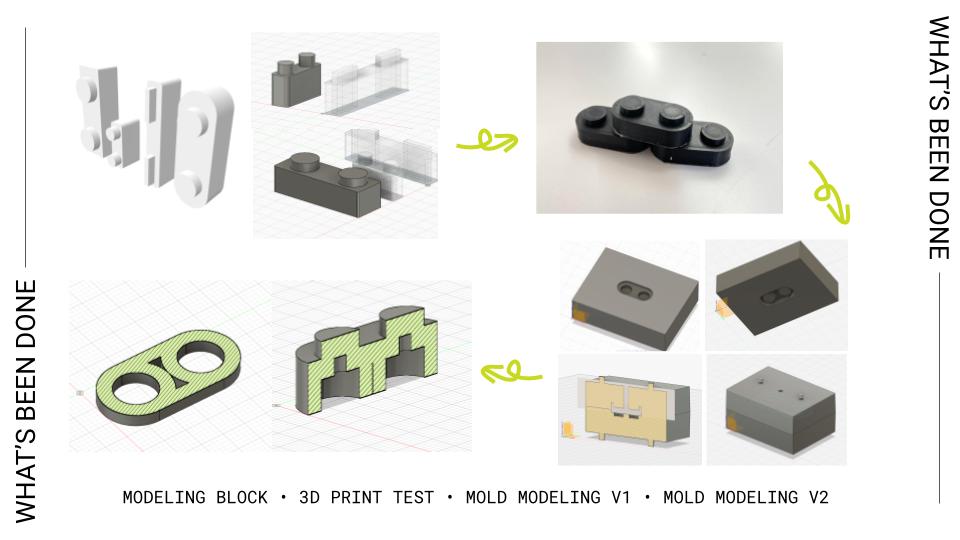 WHAT'S BEEN DONE
WHAT'S BEEN DONE
MODELING BLOCK • 3D PRINT TEST • MOLD MODELING V1 • MOLD MODELING V2